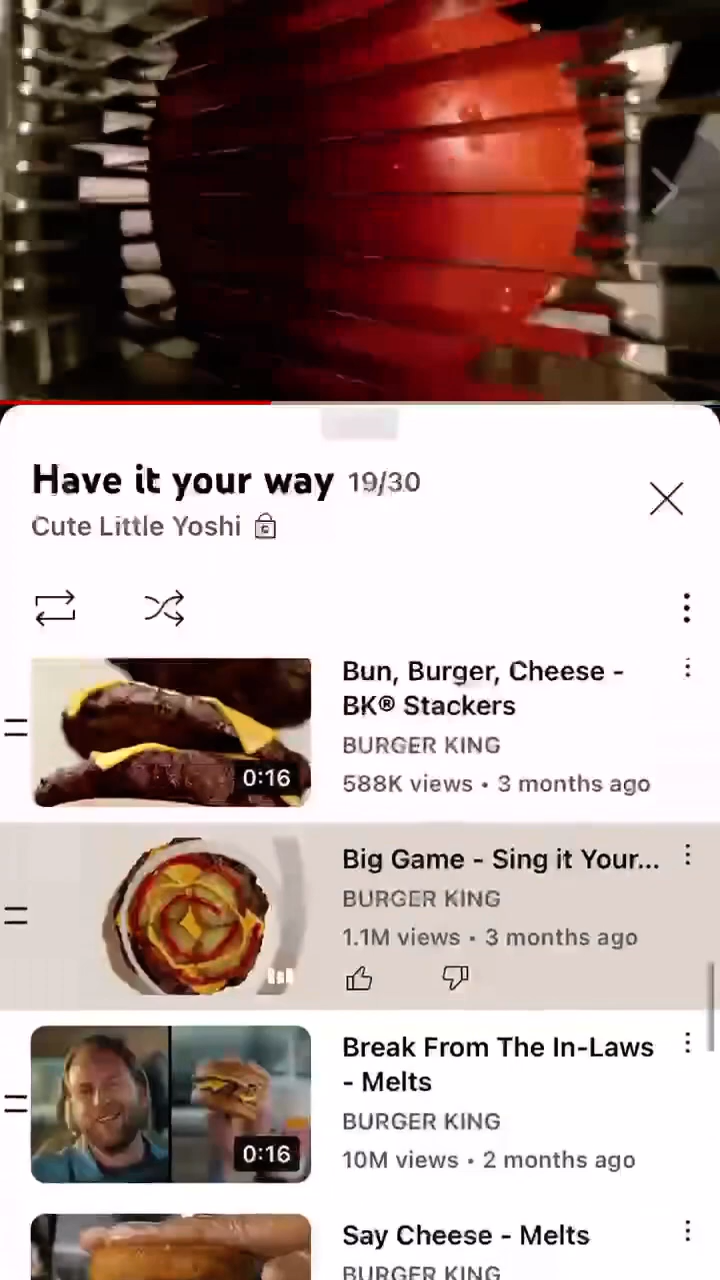 Have it your way 19/30
Cute Little Yoshi
Bun, Burger, Cheese -
BK® Stackers
BURGER KING
588K views • 3 months ago
0:16
Big Game - Sing it Your...
BURGER KING
1.1M views • 3 months ago
Break From The In-Laws
- Melts
BURGER KING
10M views • 2 months ago
0:16
Say Cheese - Melts
BURGER KING